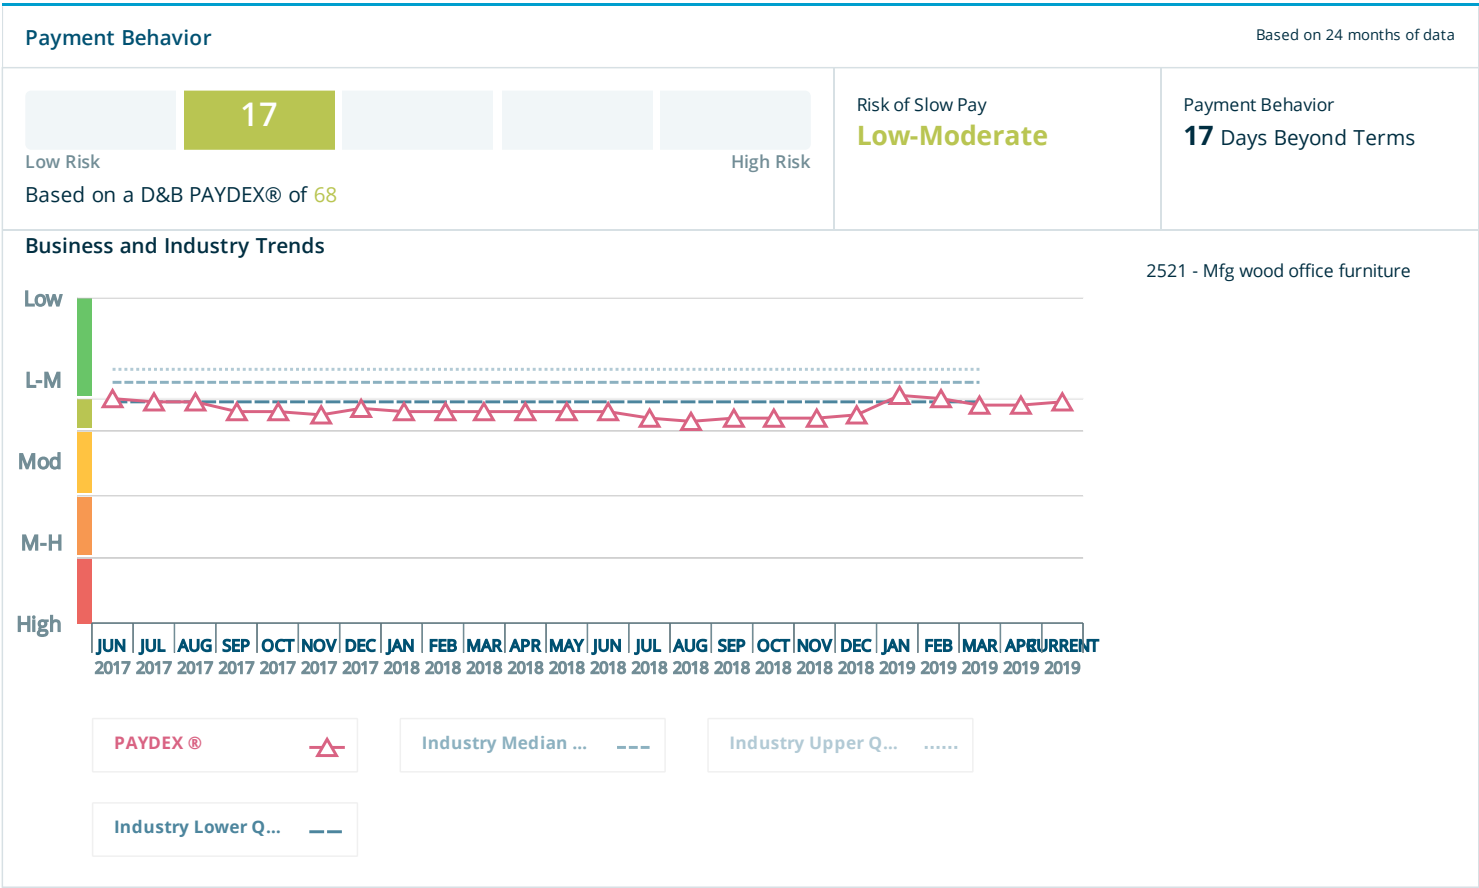 Payment Behavior
Based on 24 months of data
17
Low Risk
High Risk
Based on a D&B PAYDEX® of 68
Risk of Slow Pay
Low-Moderate
Payment Behavior
17 Days Beyond Terms
Business and Industry Trends
2521 - Mfg wood office furniture
Low
L-M
Mod
M-H
High
JUN JUL AUG SEP OCT NOV DEC JAN FEB MAR APR MAY JUN JUL AUG SEP OCT NOV DEC JAN FEB MAR APR CURRENT
2017 2017 2017 2017 2017 2017 2017 2018 2018 2018 2018 2018 2018 2018 2018 2018 2018 2018 2018 2019 2019 2019 2019 2019
PAYDEX ®
Industry Median ...
Industry Upper Q...
Industry Lower Q...